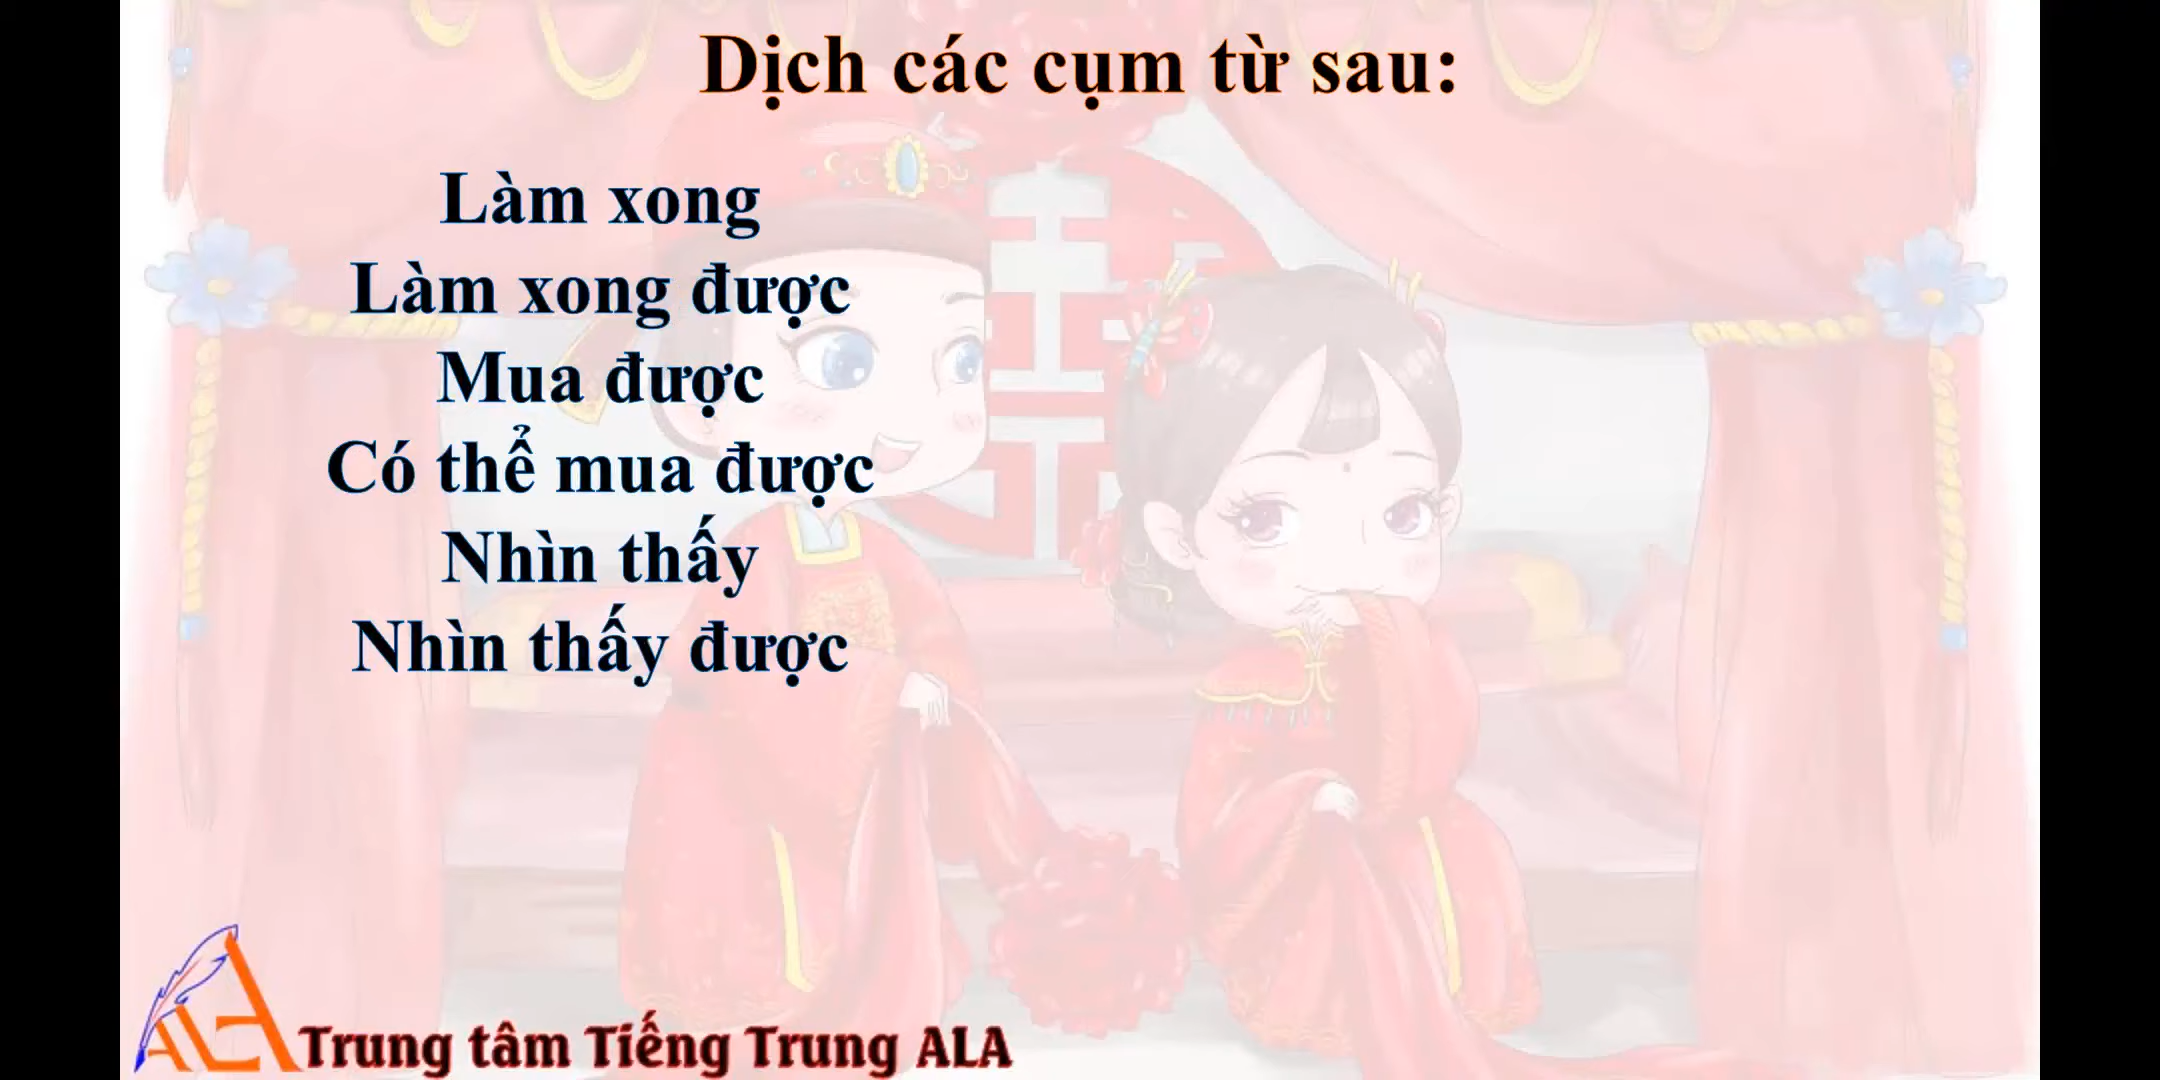 Dịch các cụm từ sau:
Làm xong
Làm xong được
Mua được
Có thể mua được
Nhìn thấy
Nhìn thấy được
ALA Trung tâm Tiếng Trung ALA